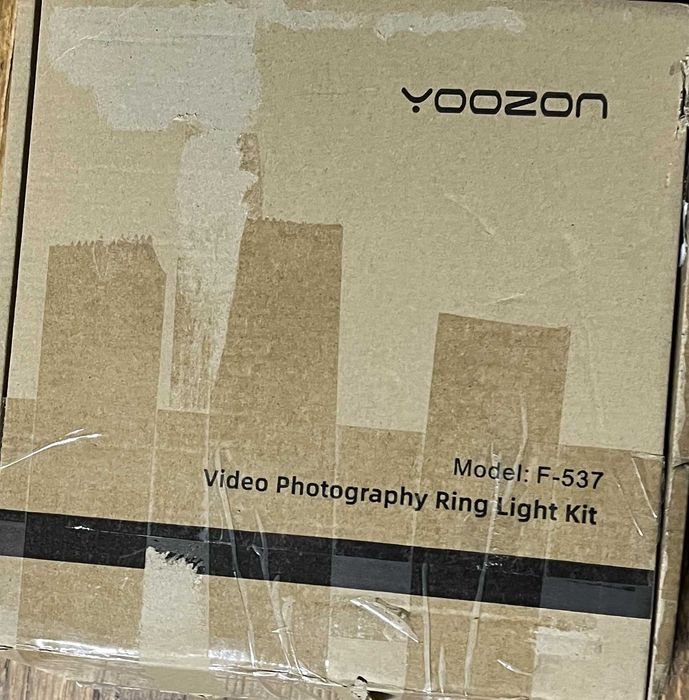 YOOZON
Model: F-537
Video Photography Ring Light Kit